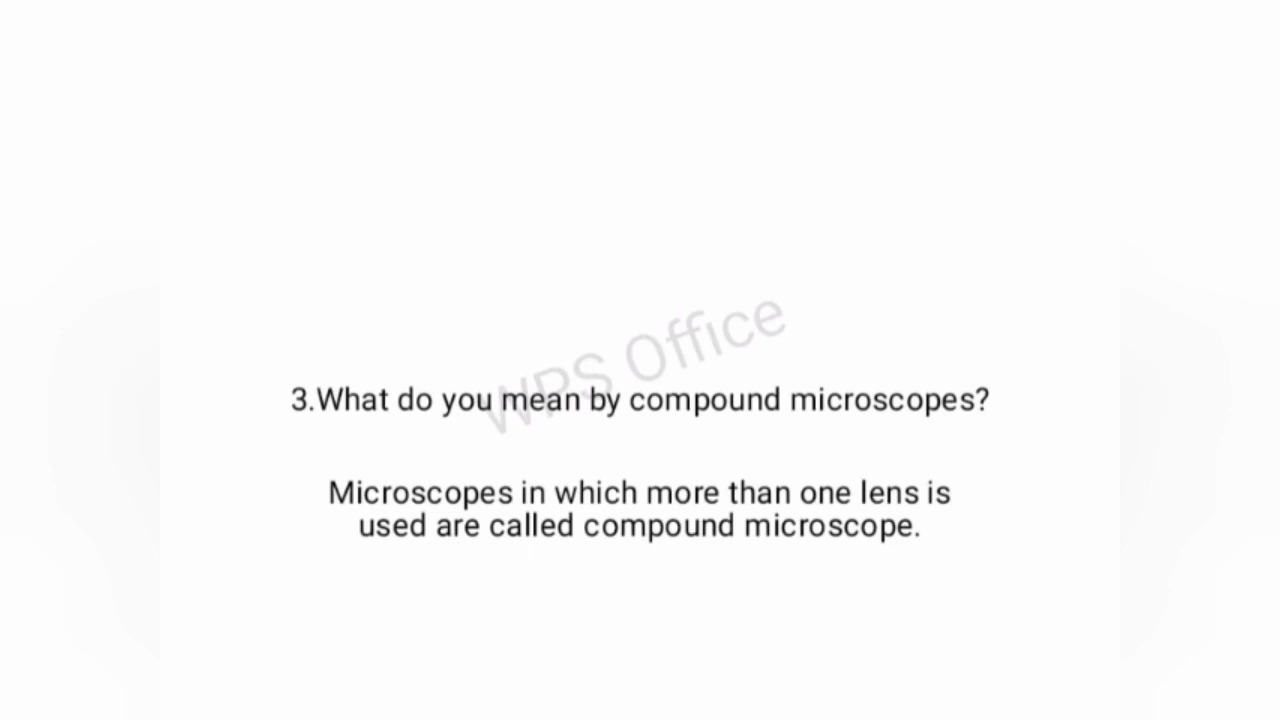 WPS Office
3.What do you mean by compound microscopes?
Microscopes in which more than one lens is
used are called compound microscope.